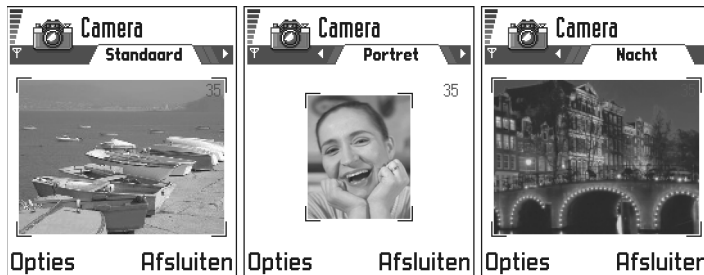 Camera
Standaard
35
Opties Afsluiten
Camera
Portret
35
Opties Afsluiten
Camera
Nacht
Opties Afsluiten